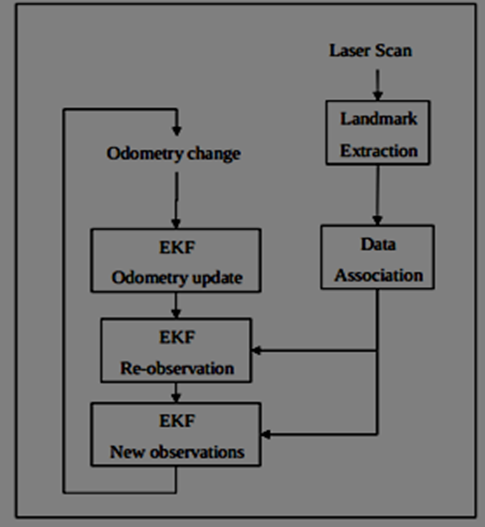 Laser Scan
Landmark
Extraction
Odometry change
EKF
Odometry update
Data
Association
EKF
Re-observation
EKF
New observations